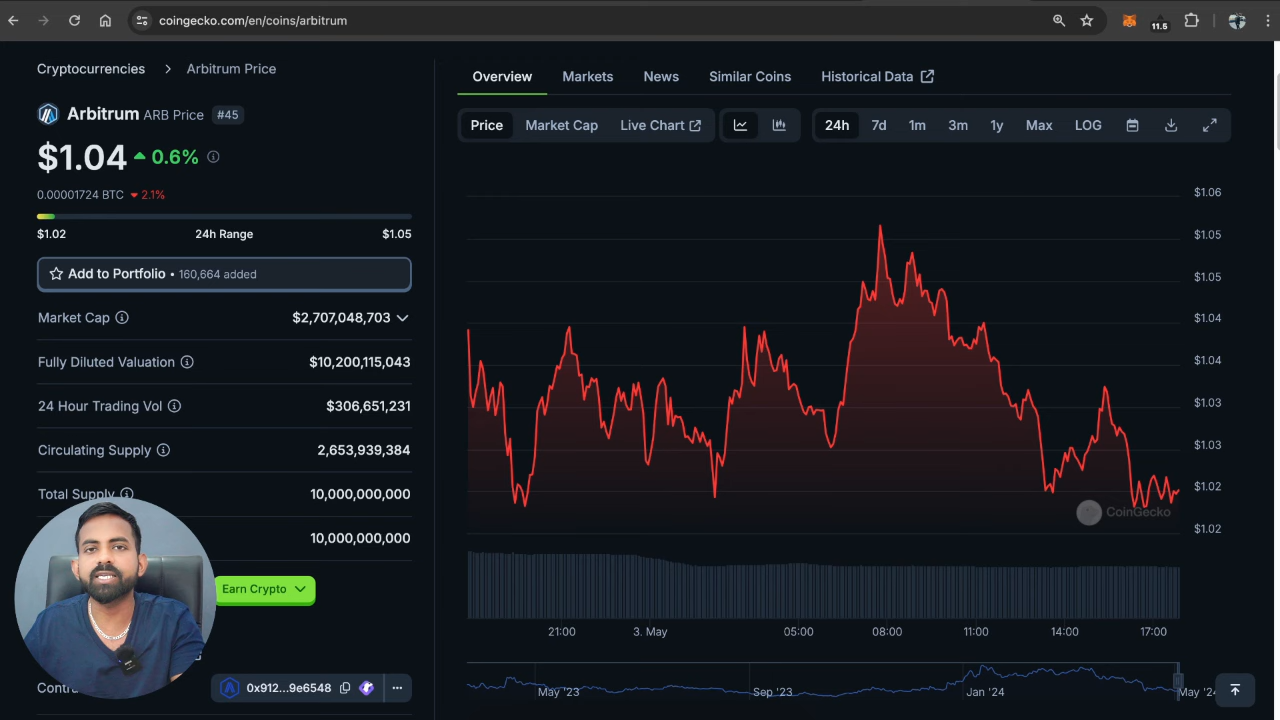 coingecko.com/en/coins/arbitrum
11.5
Cryptocurrencies > Arbitrum Price
Arbitrum ARB Price #45
$1.04 0.6%
0.00001724 BTC 2.1%
$1.02 24h Range $1.05
Add to Portfolio • 160,664 added
Market Cap $2,707,048,703
Fully Diluted Valuation $10,200,115,043
24 Hour Trading Vol $306,651,231
Circulating Supply 2,653,939,384
Total Supply 10,000,000,000
10,000,000,000
Earn Crypto
0x912...9e6548
Overview Markets News Similar Coins Historical Data
Price Market Cap Live Chart 24h 7d 1m 3m 1y Max LOG
$1.06
$1.05
$1.05
$1.04
$1.04
$1.03
$1.03
$1.02
$1.02
CoinGecko
21:00 3. May 05:00 08:00 11:00 14:00 17:00
May '23 Sep '23 Jan '24 May '24